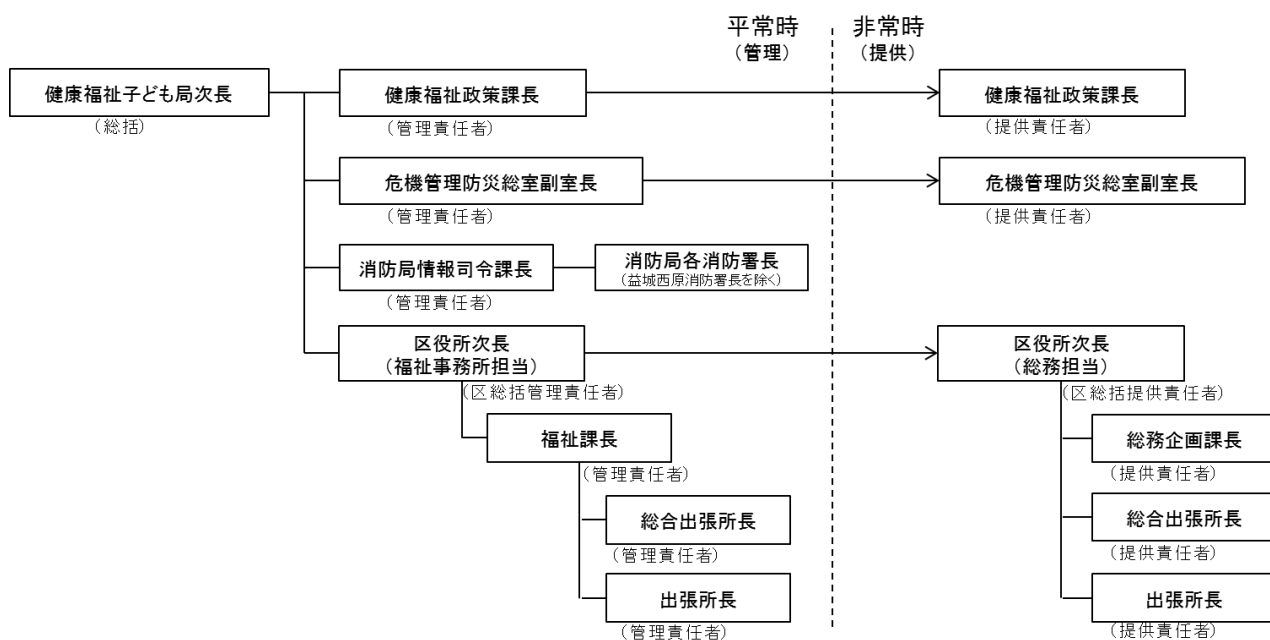 平常時
(管理)
非常時
(提供)
健康福祉子ども局次長
(総括)
健康福祉政策課長
(管理責任者)
健康福祉政策課長
(提供責任者)
危機管理防災総室副室長
(管理責任者)
危機管理防災総室副室長
(提供責任者)
消防局情報司令課長
(管理責任者)
消防局各消防署長
(益城西原消防署長を除く)
区役所次長
(福祉事務所担当)
(区総括管理責任者)
区役所次長
(総務担当)
(区総括提供責任者)
福祉課長
(管理責任者)
総務企画課長
(提供責任者)
総合出張所長
(管理責任者)
総合出張所長
(提供責任者)
出張所長
(管理責任者)
出張所長
(提供責任者)